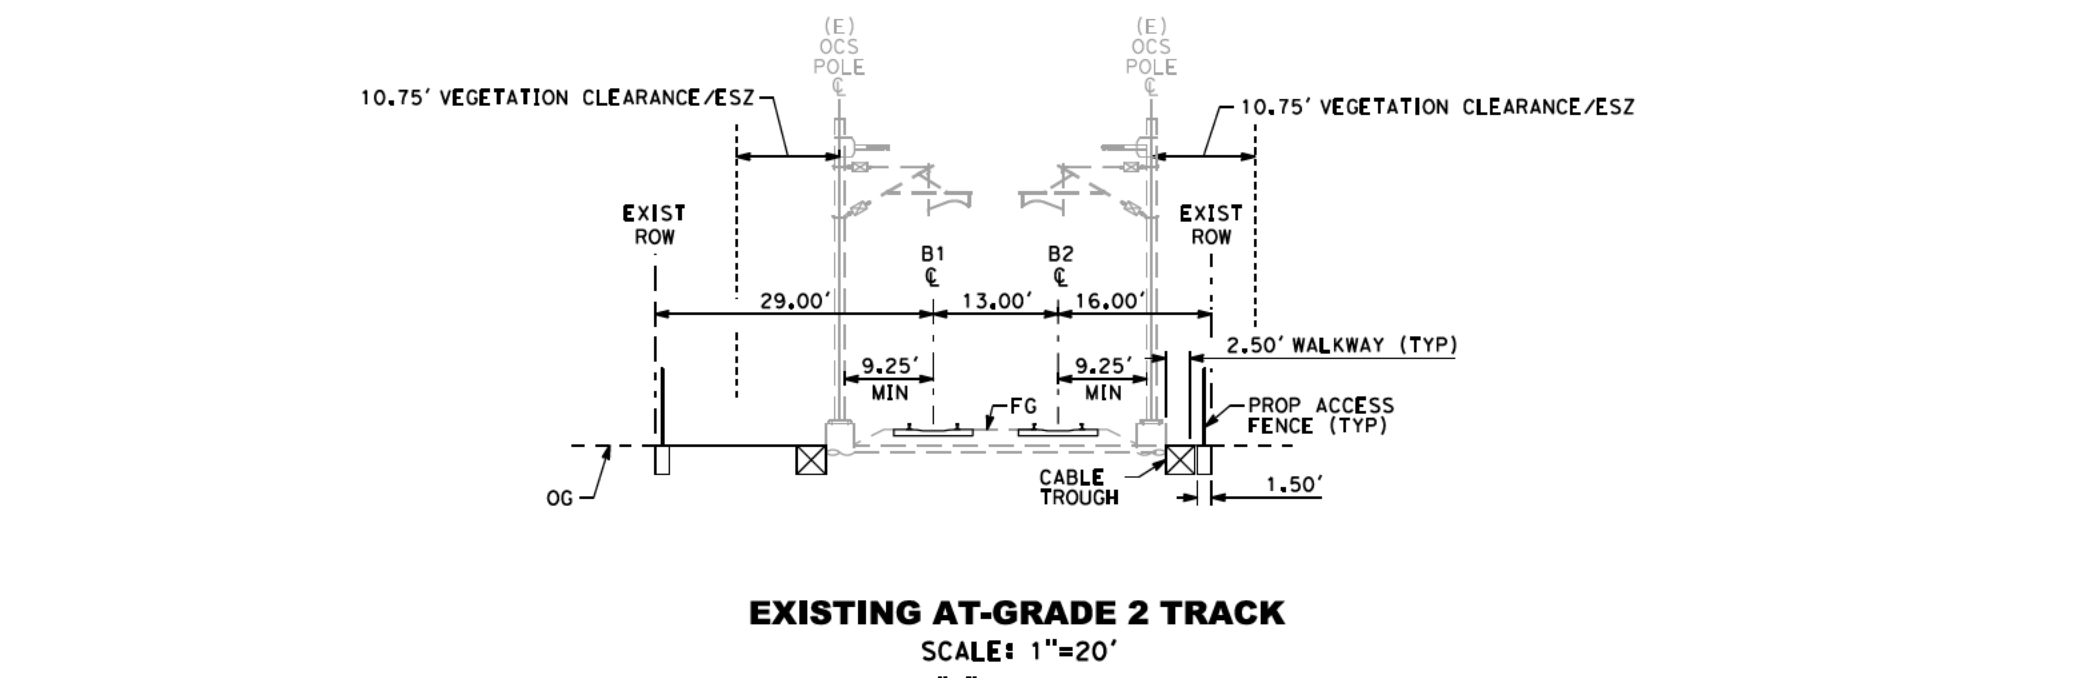 (E)
OCS
POLE
℄
(E)
OCS
POLE
℄
10.75' VEGETATION CLEARANCE/ESZ
10.75' VEGETATION CLEARANCE/ESZ
EXIST
ROW
EXIST
ROW
B1
℄
B2
℄
29.00'
13.00'
16.00'
2.50' WALKWAY (TYP)
9.25'
MIN
9.25'
MIN
FG
PROP ACCESS
FENCE (TYP)
CABLE
TROUGH
OG
1.50'
EXISTING AT-GRADE 2 TRACK
SCALE: 1"=20'